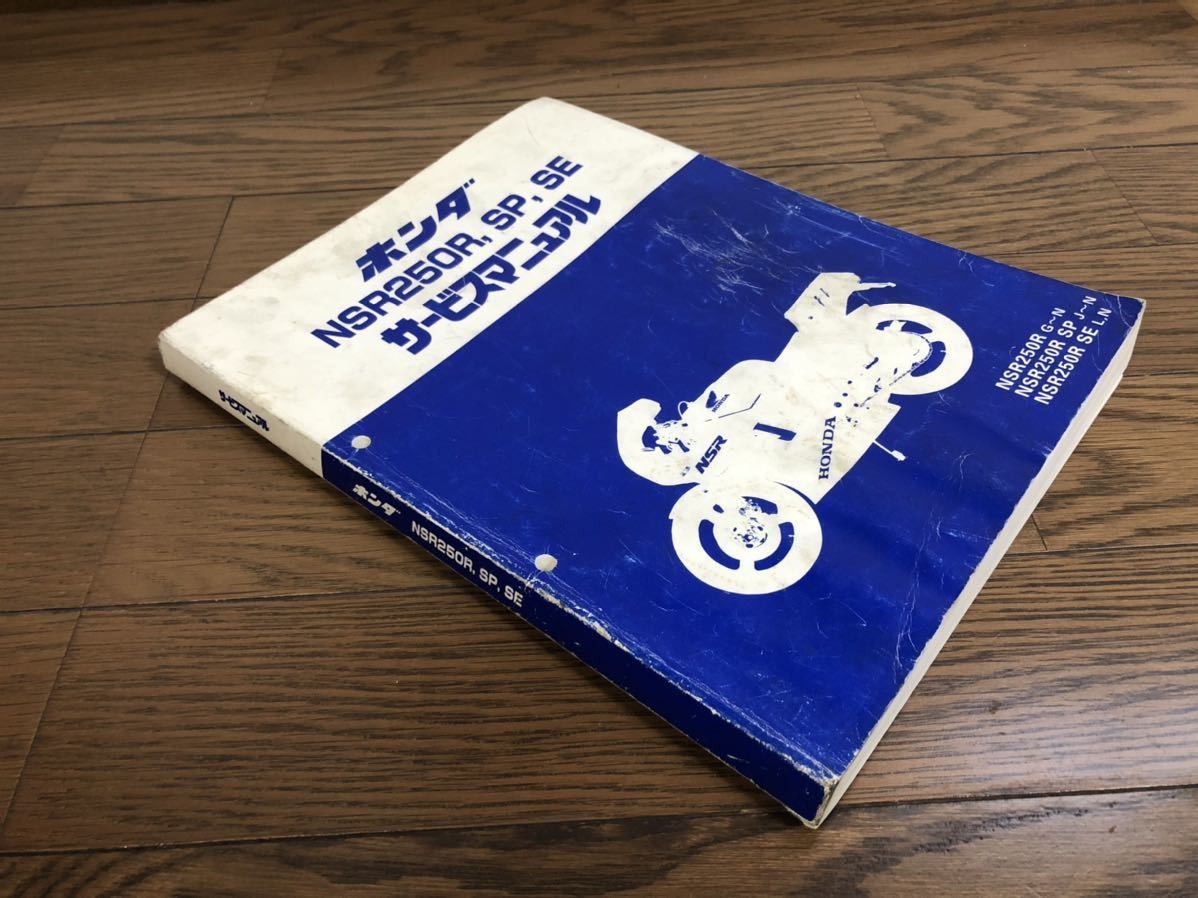 ホンダ
NSR250R, SP, SE
サービスマニュアル
NSR250R G～N
NSR250R SP J～N
NSR250R SE L,N
HONDA
NSR
HONDA
サービスマニュアル
ホンダ NSR250R, SP, SE